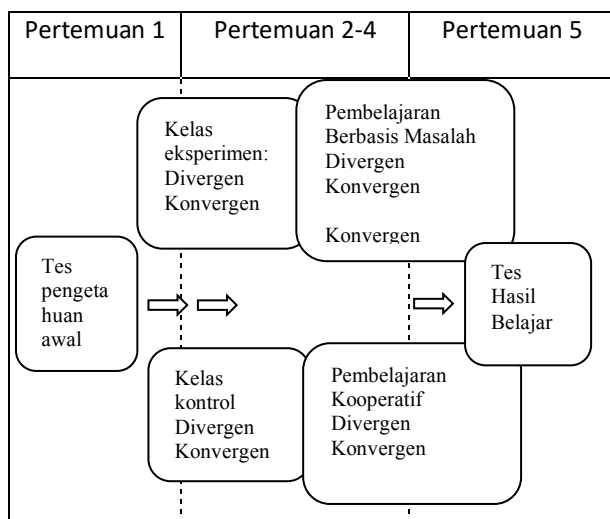 Pertemuan 1
Pertemuan 2-4
Pertemuan 5
Tes
pengeta
huan
awal
Kelas
eksperimen:
Divergen
Konvergen
Pembelajaran
Berbasis Masalah
Divergen
Konvergen
Konvergen
Kelas
kontrol
Divergen
Konvergen
Pembelajaran
Kooperatif
Divergen
Konvergen
Tes
Hasil
Belajar